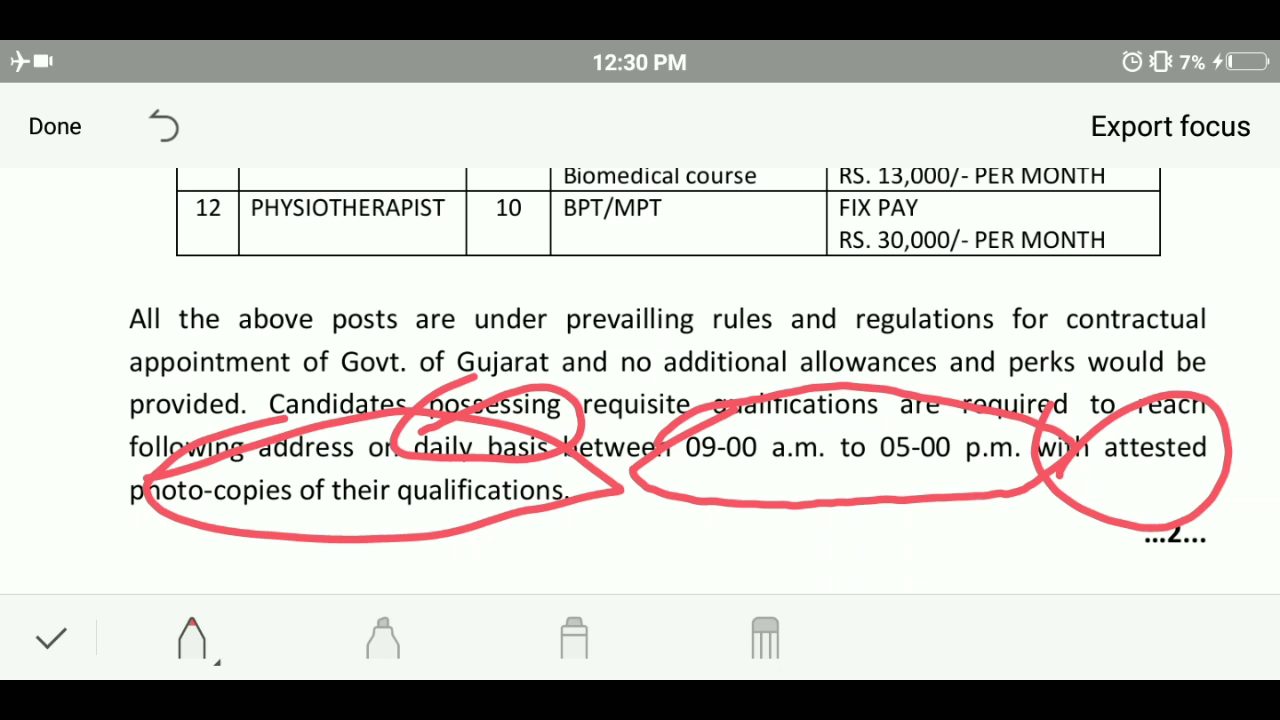 12:30 PM
7%
Done
Export focus
Biomedical course RS. 13,000/- PER MONTH
12 PHYSIOTHERAPIST 10 BPT/MPT FIX PAY
RS. 30,000/- PER MONTH
All the above posts are under prevailling rules and regulations for contractual
appointment of Govt. of Gujarat and no additional allowances and perks would be
provided. Candidates possessing requisite qualifications are required to reach
following address on daily basis between 09-00 a.m. to 05-00 p.m. with attested
photo-copies of their qualifications.
...2...